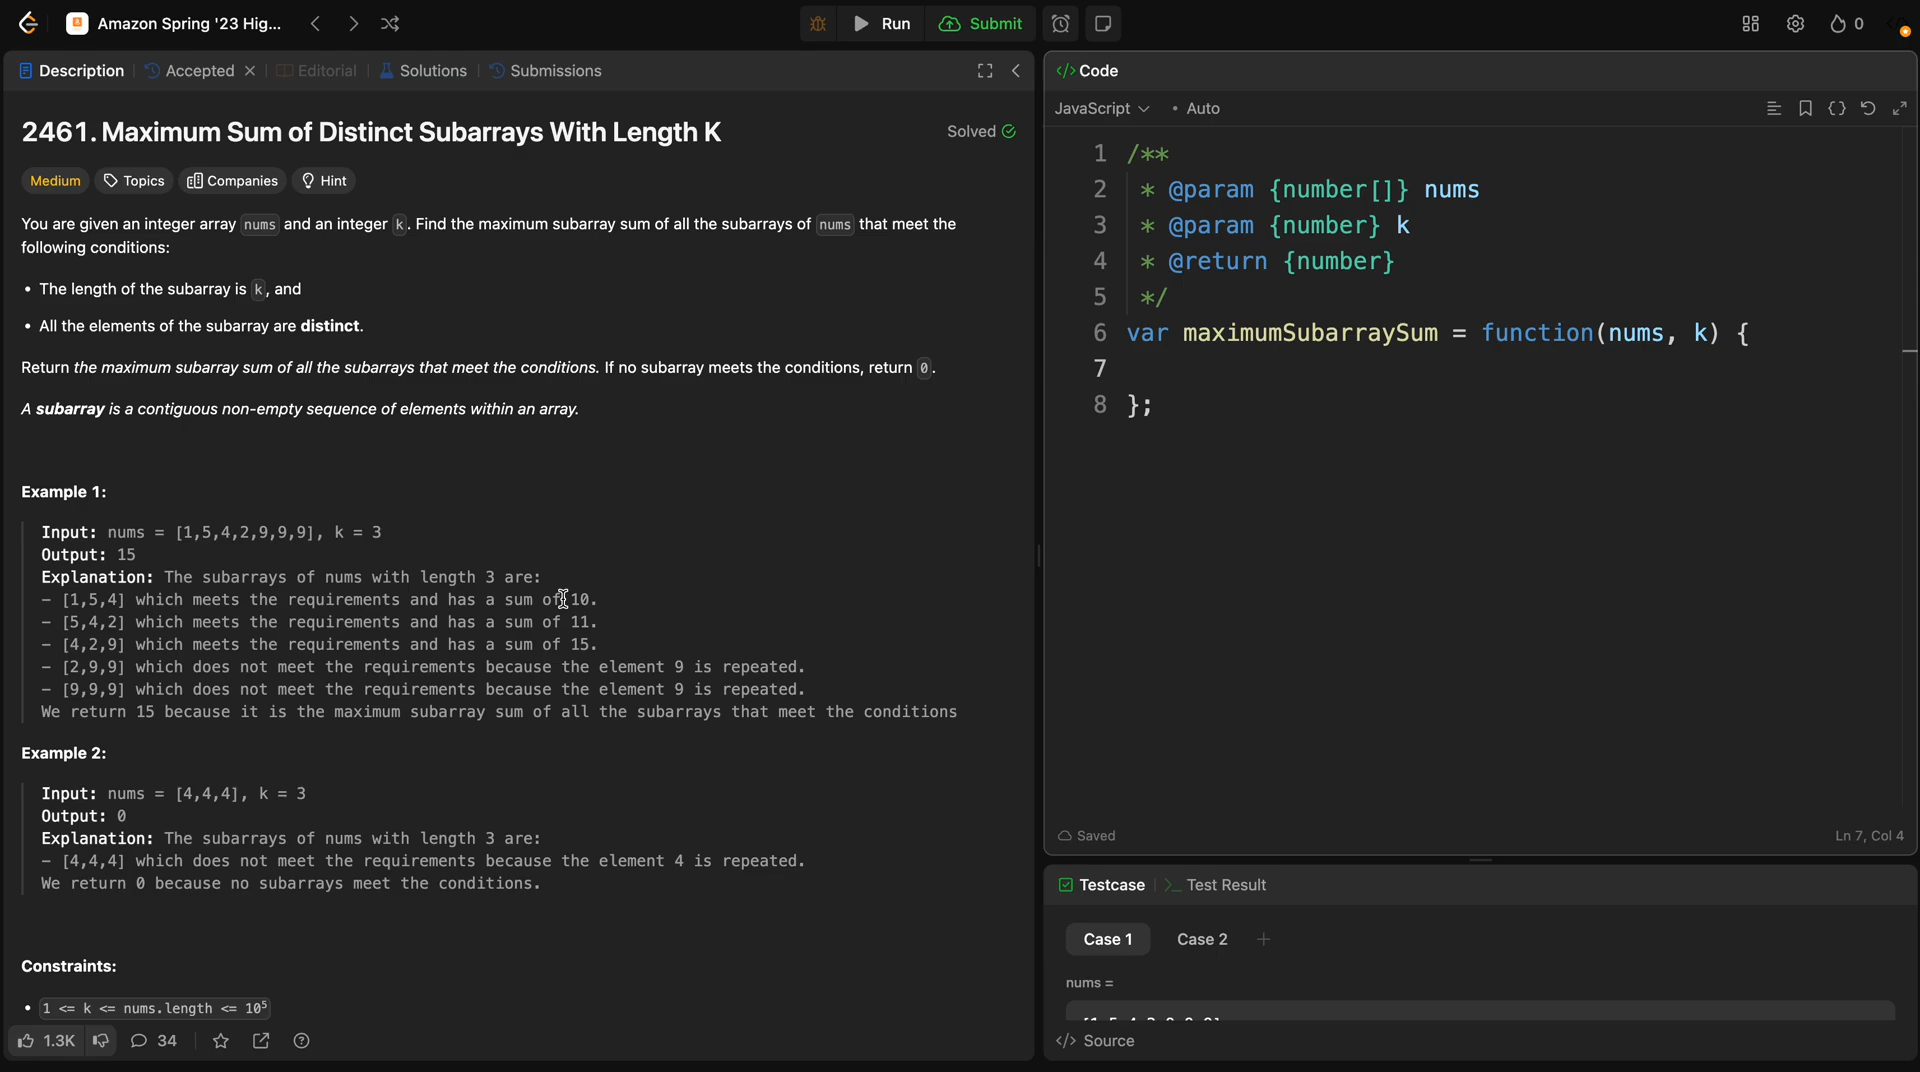 Amazon Spring '23 Hig...
Run
Submit
0
Description
Accepted
Editorial
Solutions
Submissions
2461. Maximum Sum of Distinct Subarrays With Length K
Solved
Medium
Topics
Companies
Hint
You are given an integer array nums and an integer k. Find the maximum subarray sum of all the subarrays of nums that meet the
following conditions:
• The length of the subarray is k, and
• All the elements of the subarray are distinct.
Return the maximum subarray sum of all the subarrays that meet the conditions. If no subarray meets the conditions, return 0.
A subarray is a contiguous non-empty sequence of elements within an array.
Example 1:
Input: nums = [1,5,4,2,9,9,9], k = 3
Output: 15
Explanation: The subarrays of nums with length 3 are:
- [1,5,4] which meets the requirements and has a sum of 10.
- [5,4,2] which meets the requirements and has a sum of 11.
- [4,2,9] which meets the requirements and has a sum of 15.
- [2,9,9] which does not meet the requirements because the element 9 is repeated.
- [9,9,9] which does not meet the requirements because the element 9 is repeated.
We return 15 because it is the maximum subarray sum of all the subarrays that meet the conditions
Example 2:
Input: nums = [4,4,4], k = 3
Output: 0
Explanation: The subarrays of nums with length 3 are:
- [4,4,4] which does not meet the requirements because the element 4 is repeated.
We return 0 because no subarrays meet the conditions.
Constraints:
• 1 <= k <= nums.length <= 10⁵
1.3K
34
</> Code
JavaScript
• Auto
1 /**
2 * @param {number[]} nums
3 * @param {number} k
4 * @return {number}
5 */
6 var maximumSubarraySum = function(nums, k) {
7
8 };
Saved
Ln 7, Col 4
Testcase
>_ Test Result
Case 1
Case 2
+
nums =
</> Source